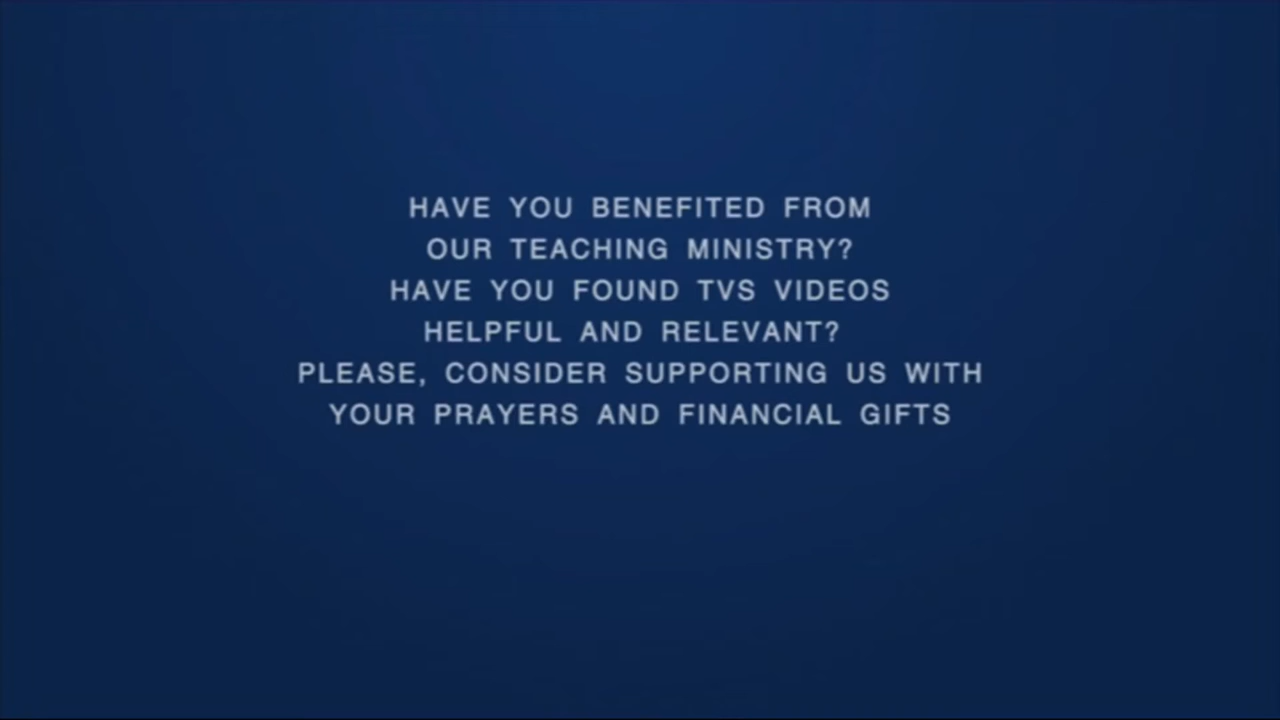 HAVE YOU BENEFITED FROM
OUR TEACHING MINISTRY?
HAVE YOU FOUND TVS VIDEOS
HELPFUL AND RELEVANT?
PLEASE, CONSIDER SUPPORTING US WITH
YOUR PRAYERS AND FINANCIAL GIFTS